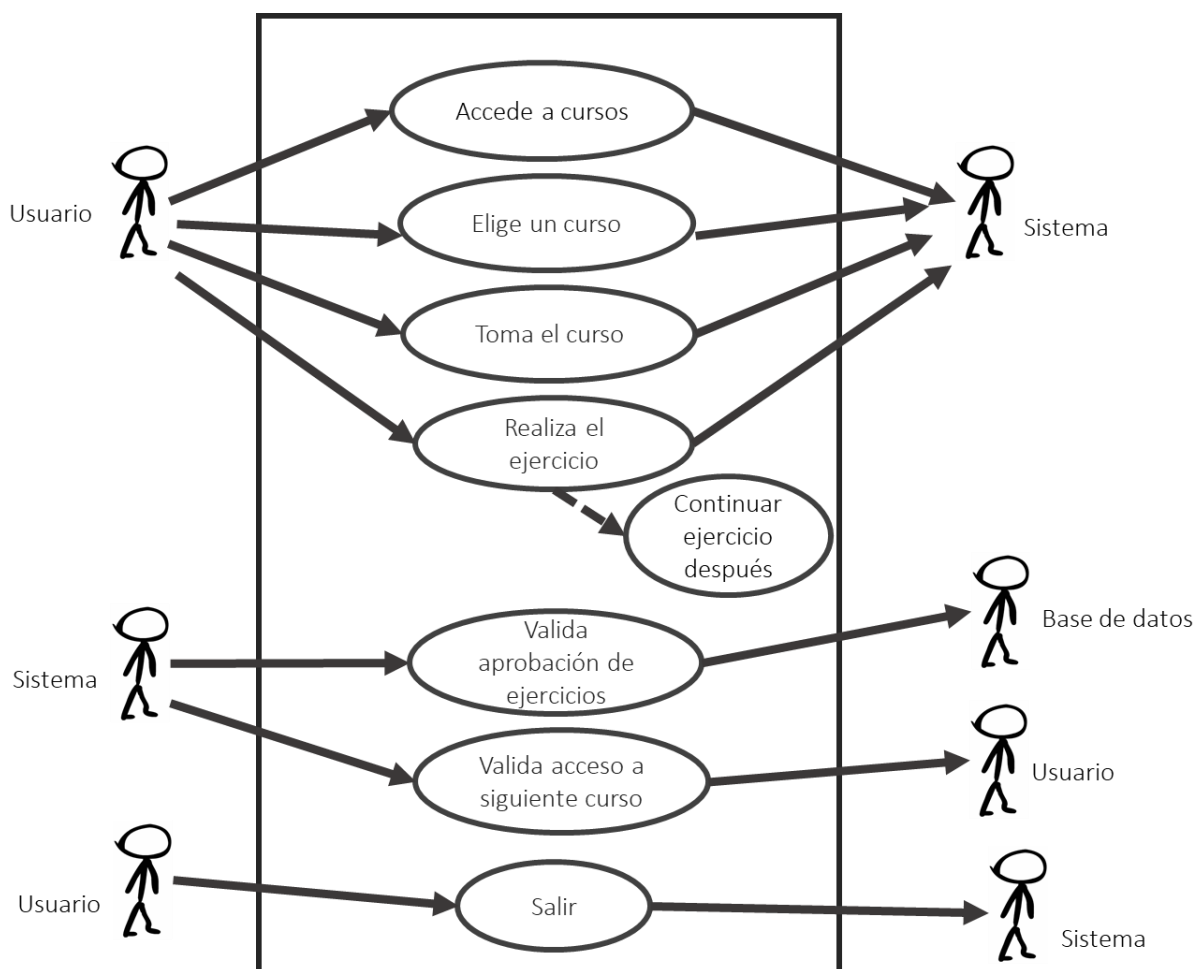 Accede a cursos
Usuario
Elige un curso
Sistema
Toma el curso
Realiza el
ejercicio
Continuar
ejercicio
después
Sistema
Valida
aprobación de
ejercicios
Base de datos
Valida acceso a
siguiente curso
Usuario
Usuario
Salir
Sistema